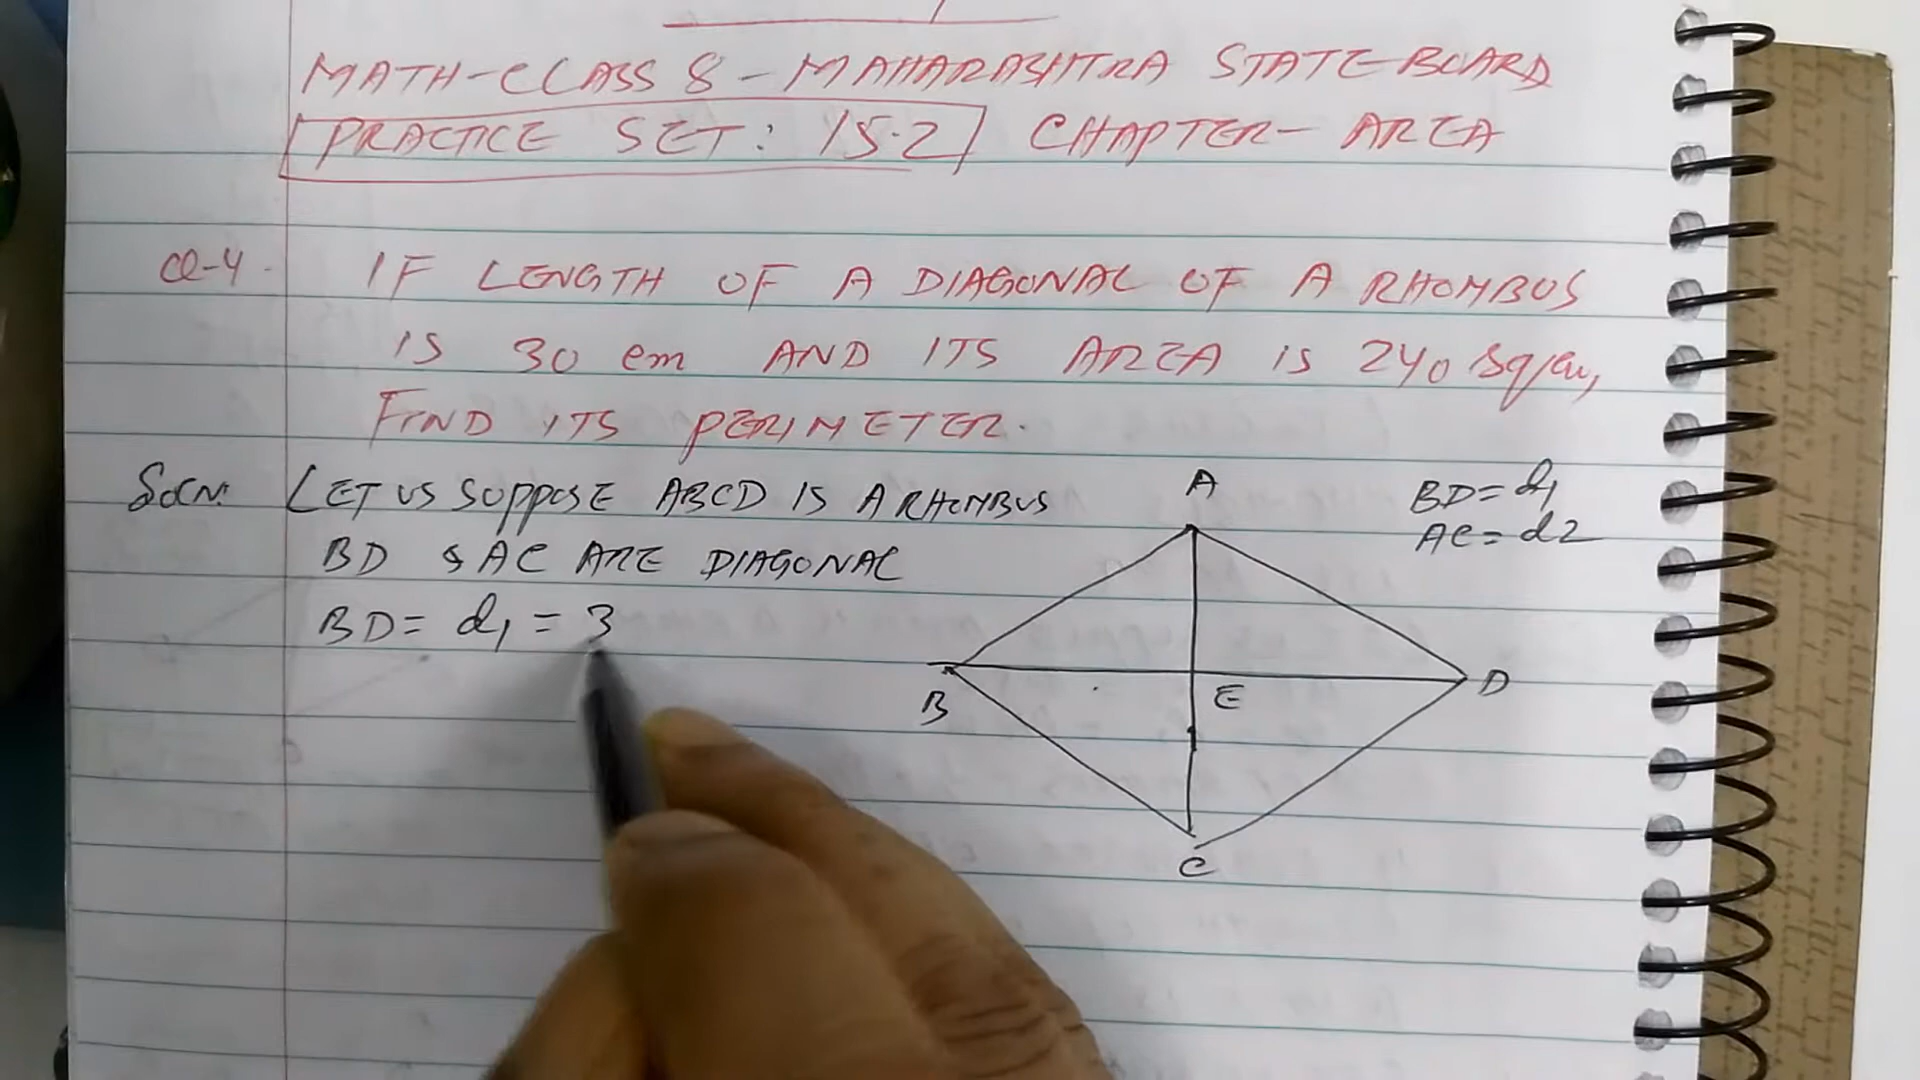 MATH-CLASS 8 - MAHARASHTRA STATE BOARD
PRACTICE SET: 15.2 CHAPTER- AREA
Q-4. IF LENGTH OF A DIAGONAL OF A RHOMBUS
IS 30 cm AND ITS AREA IS 240 sq/cm,
FIND ITS PERIMETER.
SOLN: LET US SUPPOSE ABCD IS A RHOMBUS
BD & AC ARE DIAGONAL
BD = d1 = 3
BD = d1
AC = d2
A
B
E
D
C